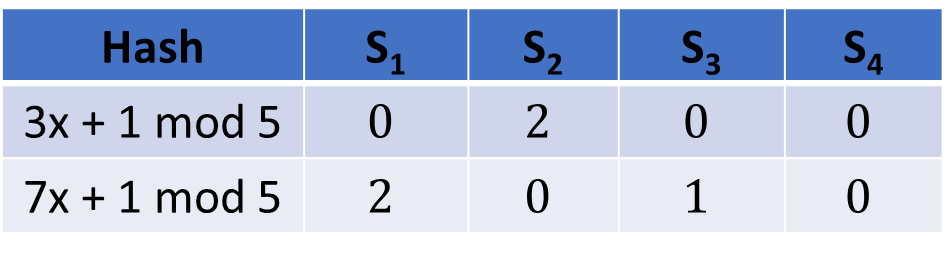 Hash S₁ S₂ S₃ S₄
3x + 1 mod 5 0 2 0 0
7x + 1 mod 5 2 0 1 0